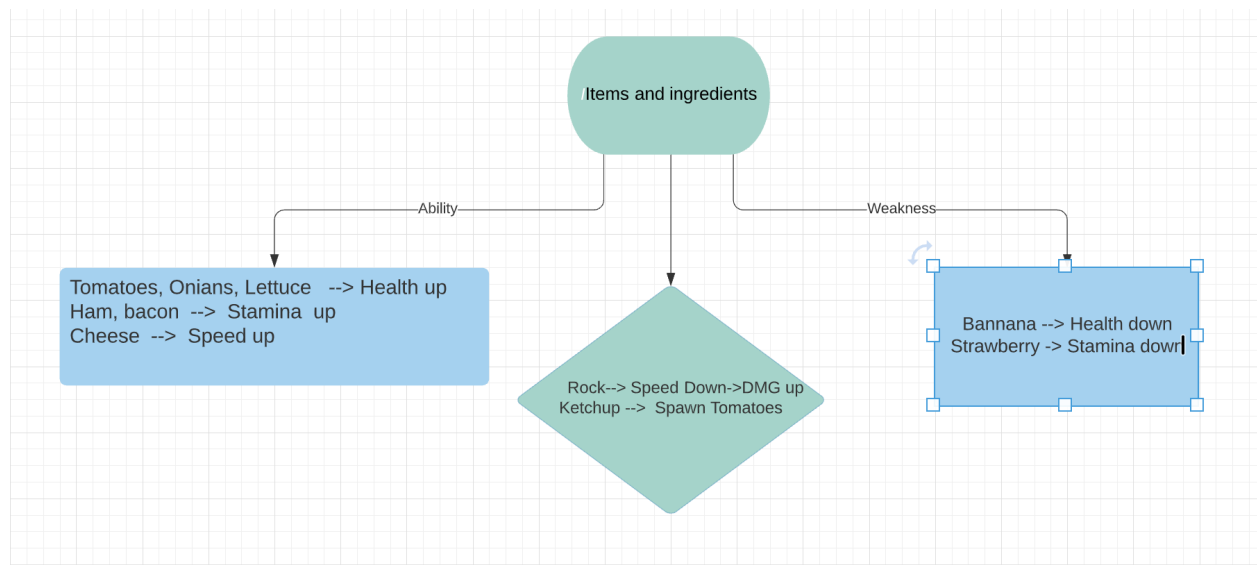 Items and ingredients
Ability
Weakness
Tomatoes, Onians, Lettuce --> Health up
Ham, bacon --> Stamina up
Cheese --> Speed up
Rock--> Speed Down->DMG up
Ketchup --> Spawn Tomatoes
Bannana --> Health down
Strawberry -> Stamina down